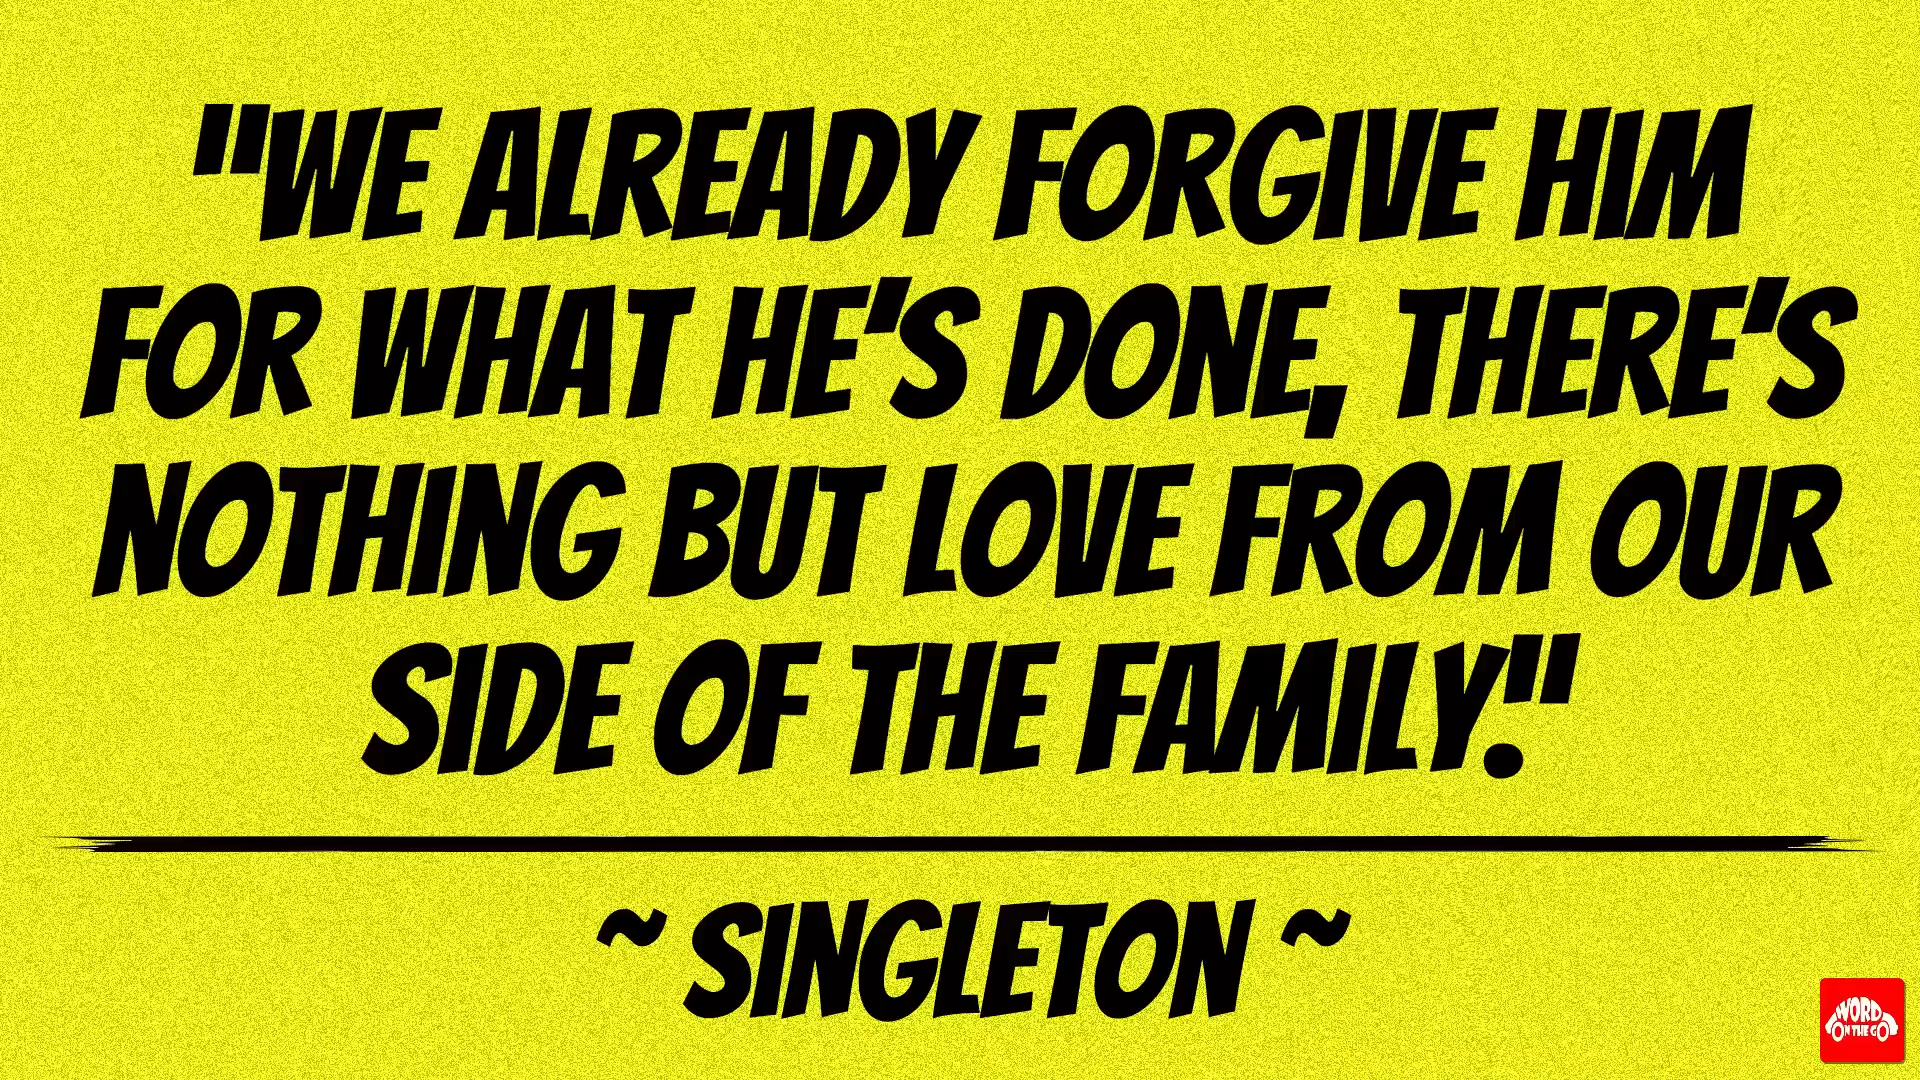 "WE ALREADY FORGIVE HIM
FOR WHAT HE'S DONE, THERE'S
NOTHING BUT LOVE FROM OUR
SIDE OF THE FAMILY."
~ SINGLETON ~
WORD
ON THE GO